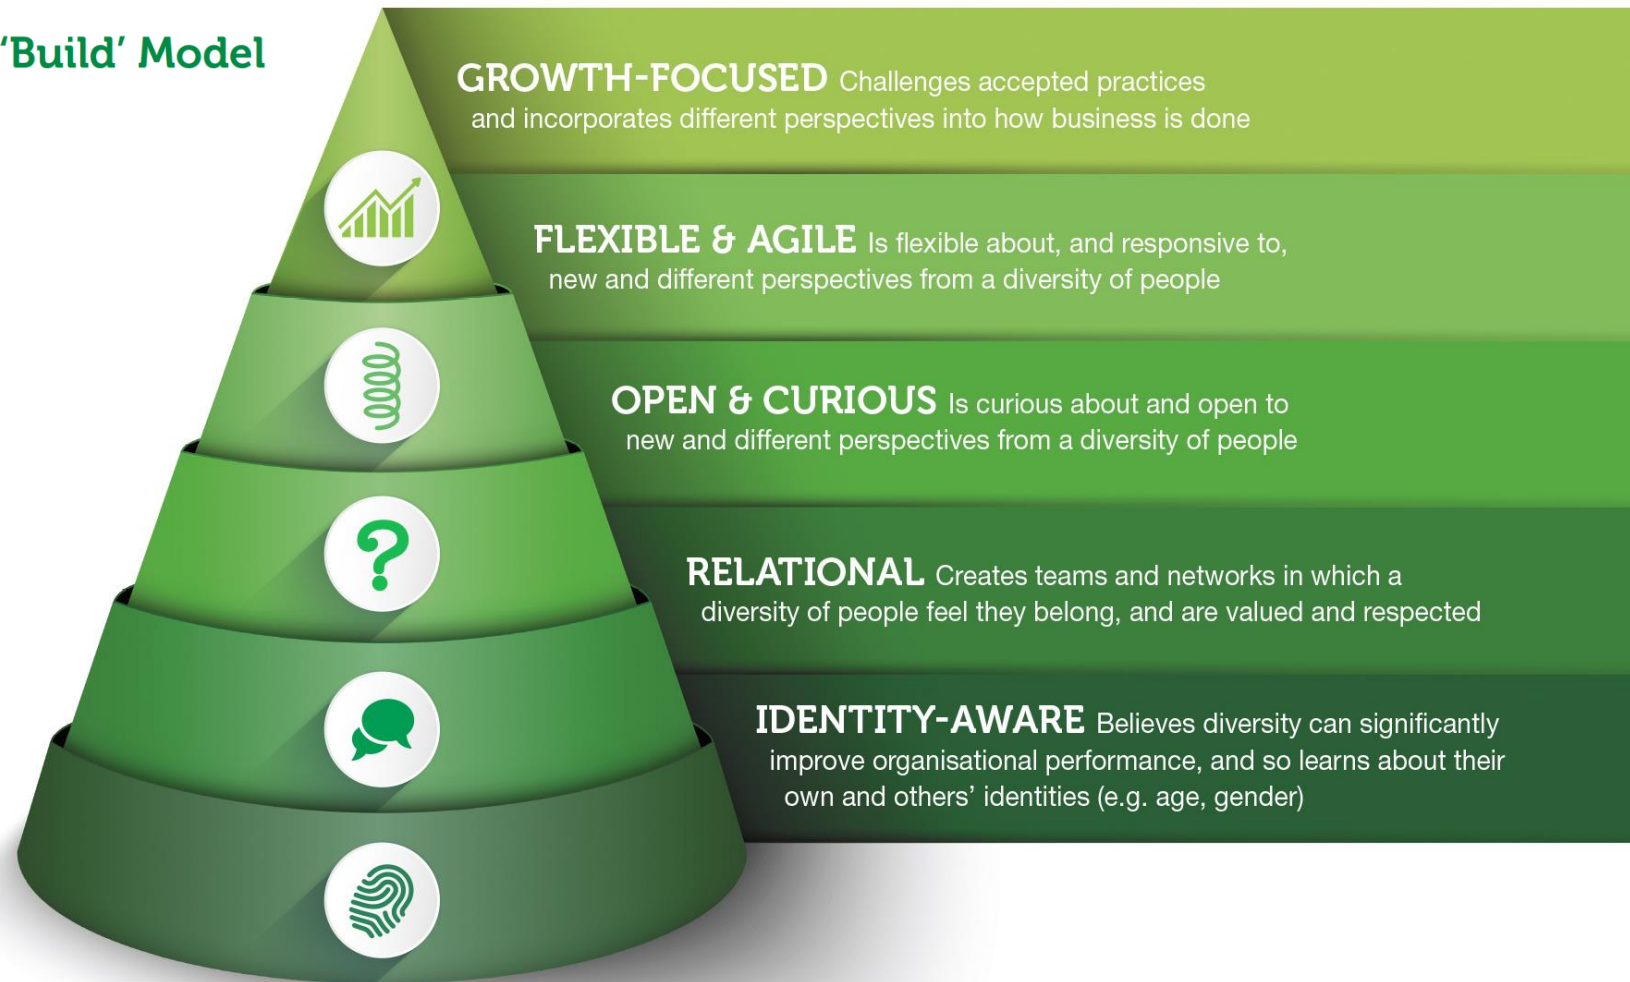 ‘Build’ Model
GROWTH-FOCUSED Challenges accepted practices
and incorporates different perspectives into how business is done
FLEXIBLE & AGILE Is flexible about, and responsive to,
new and different perspectives from a diversity of people
OPEN & CURIOUS Is curious about and open to
new and different perspectives from a diversity of people
RELATIONAL Creates teams and networks in which a
diversity of people feel they belong, and are valued and respected
IDENTITY-AWARE Believes diversity can significantly
improve organisational performance, and so learns about their
own and others’ identities (e.g. age, gender)